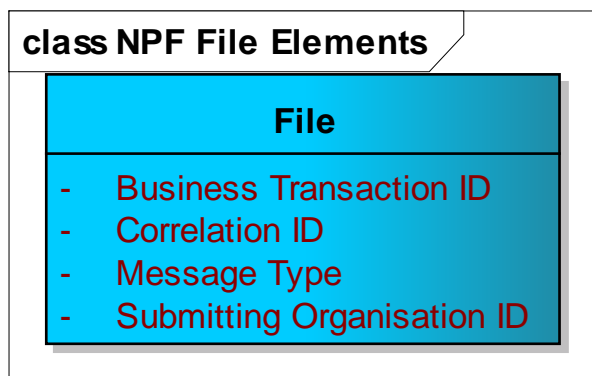 class NPF File Elements
File
- Business Transaction ID
- Correlation ID
- Message Type
- Submitting Organisation ID